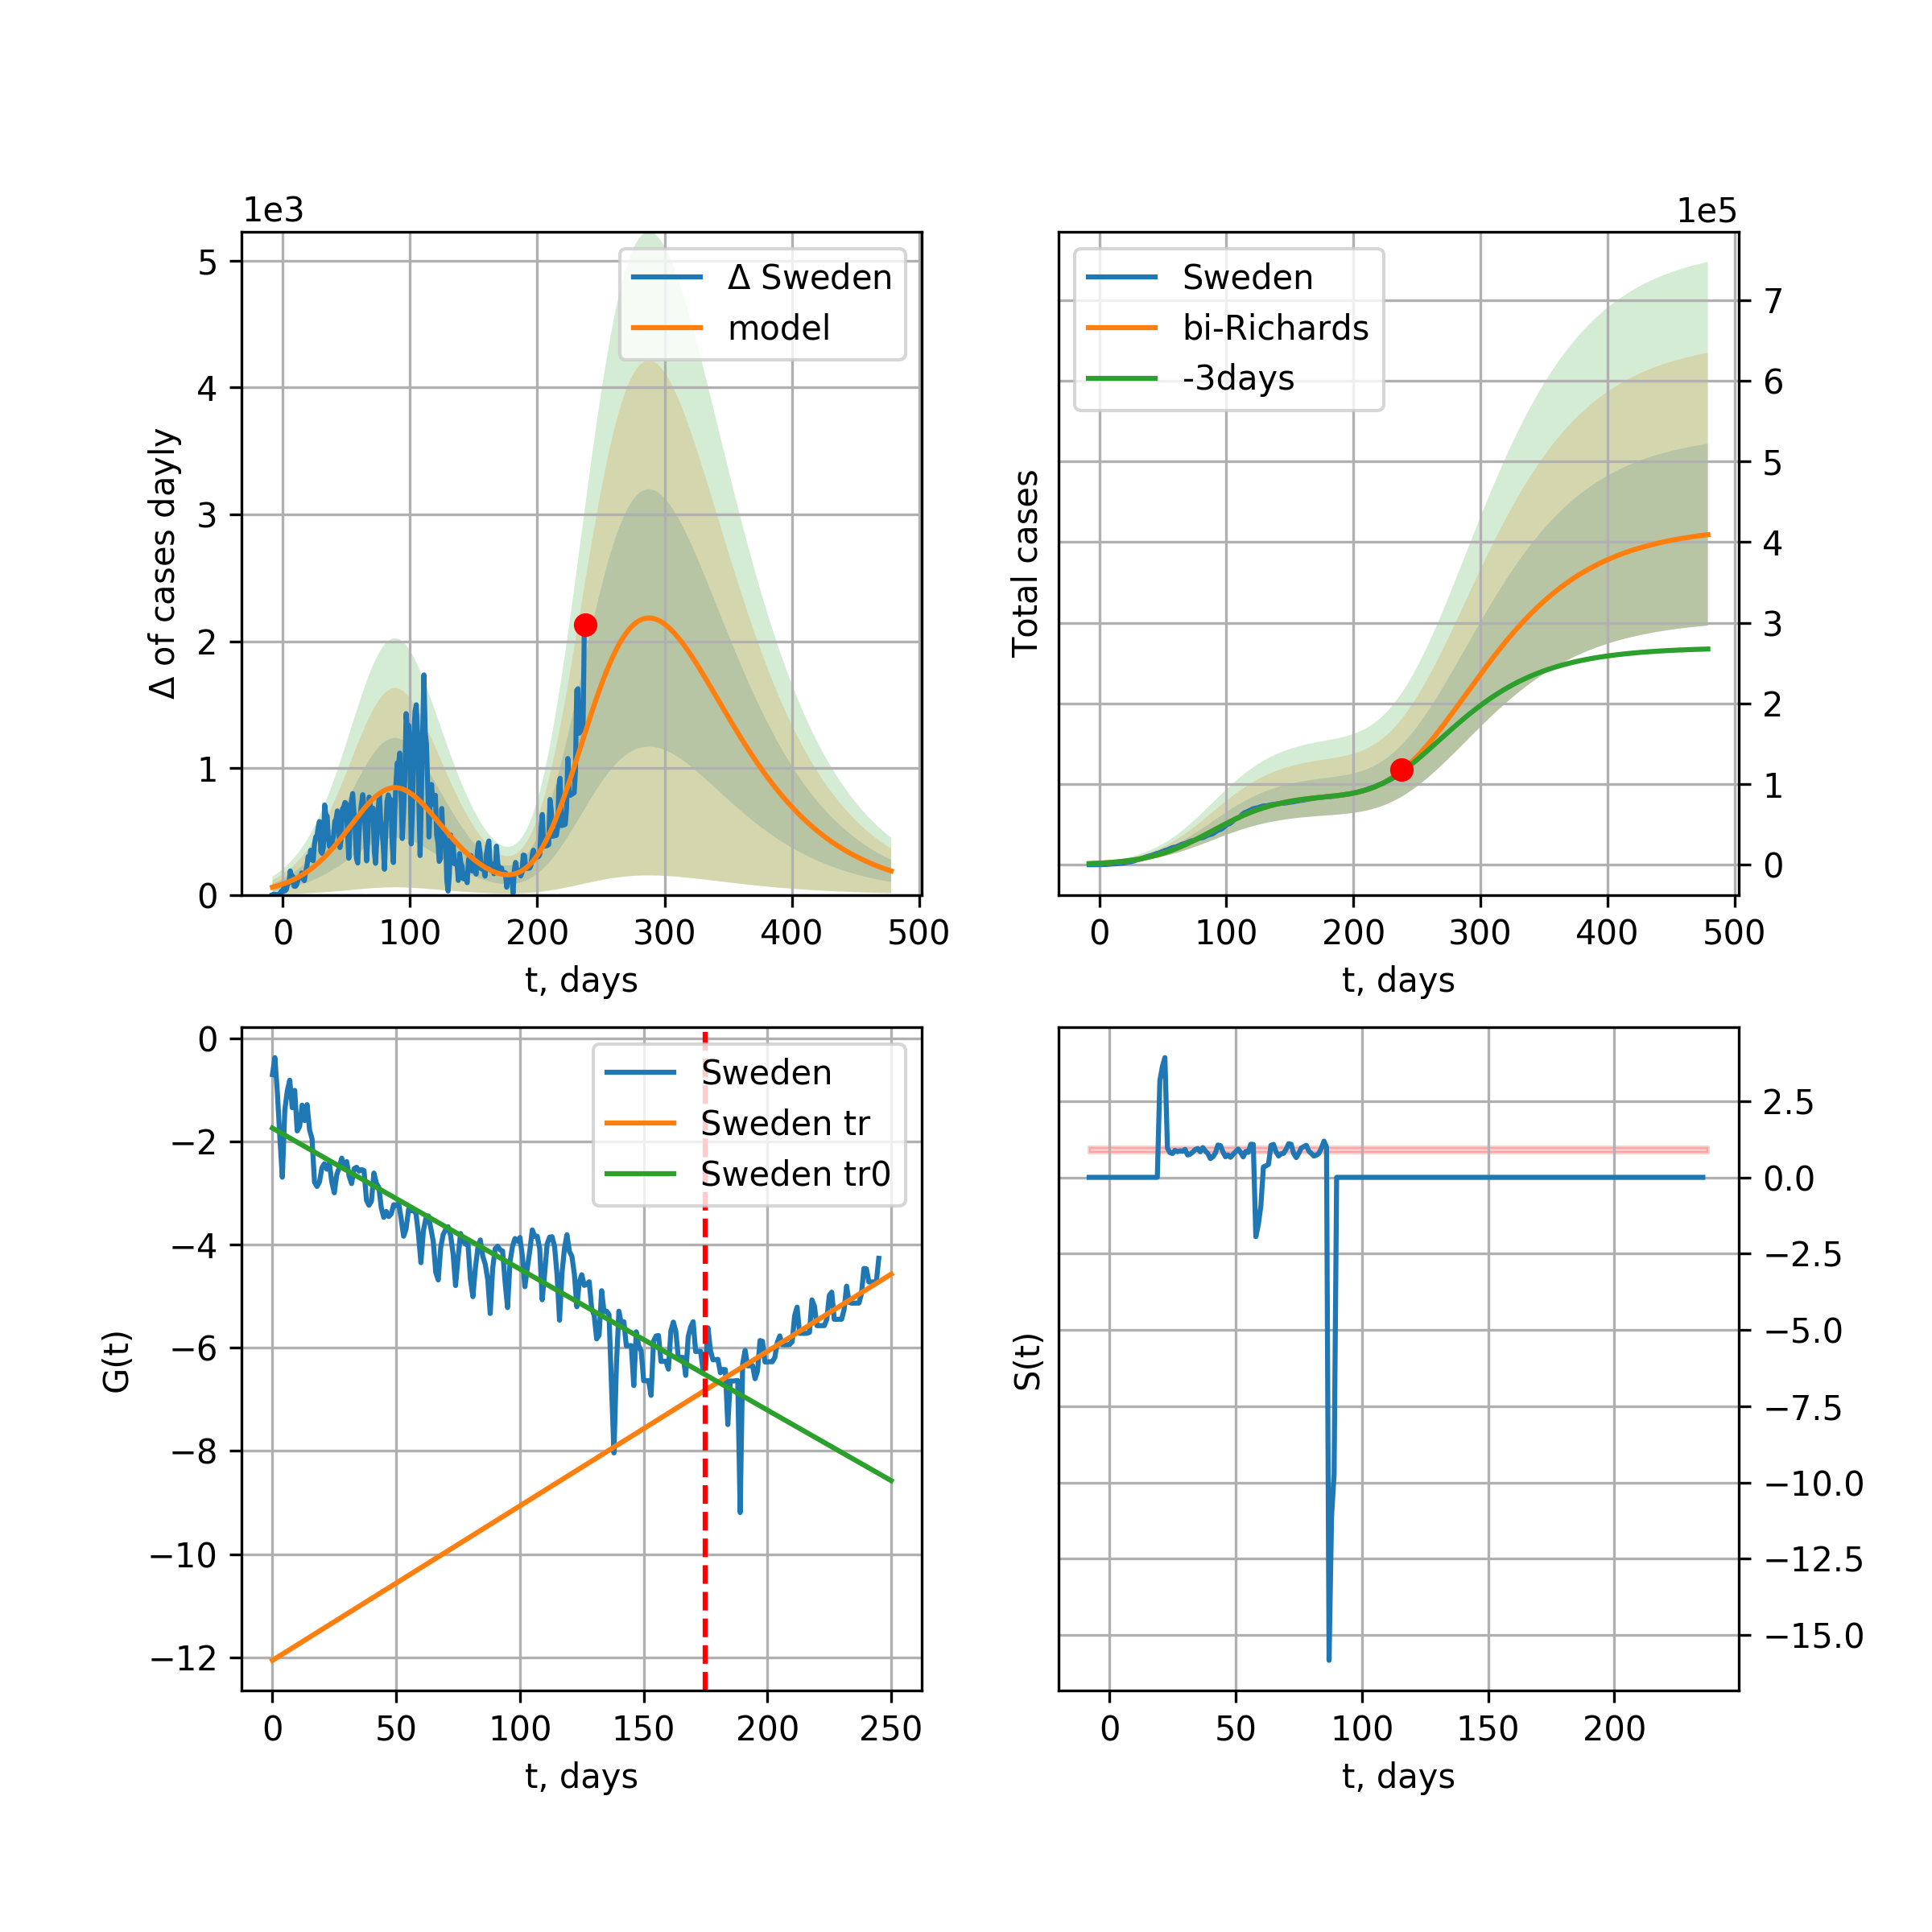 1e3
Δ Sweden
model
5
4
3
2
1
0
Δ of cases dayly
0
100
200
300
400
500
t, days
1e5
Sweden
bi-Richards
-3days
7
6
5
4
3
2
1
0
Total cases
0
100
200
300
400
500
t, days
Sweden
Sweden tr
Sweden tr0
0
−2
−4
−6
−8
−10
−12
G(t)
0
50
100
150
200
250
t, days
2.5
0.0
−2.5
−5.0
−7.5
−10.0
−12.5
−15.0
S(t)
0
50
100
150
200
t, days